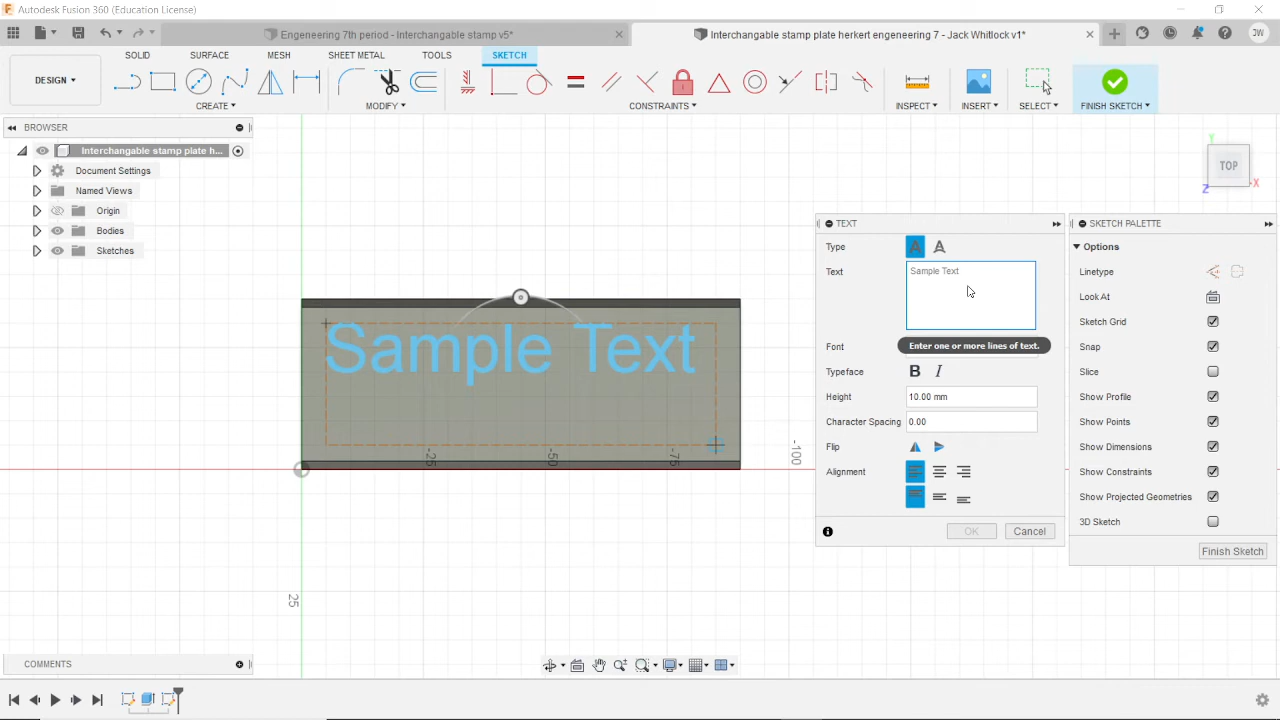 Autodesk Fusion 360 (Education License)
Engeneering 7th period - Interchangable stamp v5*
Interchangable stamp plate herkert engeneering 7 - Jack Whitlock v1*
JW
SOLID
SURFACE
MESH
SHEET METAL
UTILITIES
TOOLS
SKETCH
DESIGN
CREATE
MODIFY
CONSTRAINTS
INSPECT
INSERT
SELECT
FINISH SKETCH
BROWSER
Interchangable stamp plate h...
Document Settings
Named Views
Origin
Bodies
Sketches
TOP
Y
X
Z
TEXT
Type
A A
Text
Sample Text
Font
Enter one or more lines of text.
Typeface
B I
Height
10.00 mm
Character Spacing
0.00
Flip
Alignment
OK
Cancel
SKETCH PALETTE
Options
Linetype
Look At
Sketch Grid
Snap
Slice
Show Profile
Show Points
Show Dimensions
Show Constraints
Show Projected Geometries
3D Sketch
Finish Sketch
Sample Text
-25
-50
-75
-100
25
COMMENTS